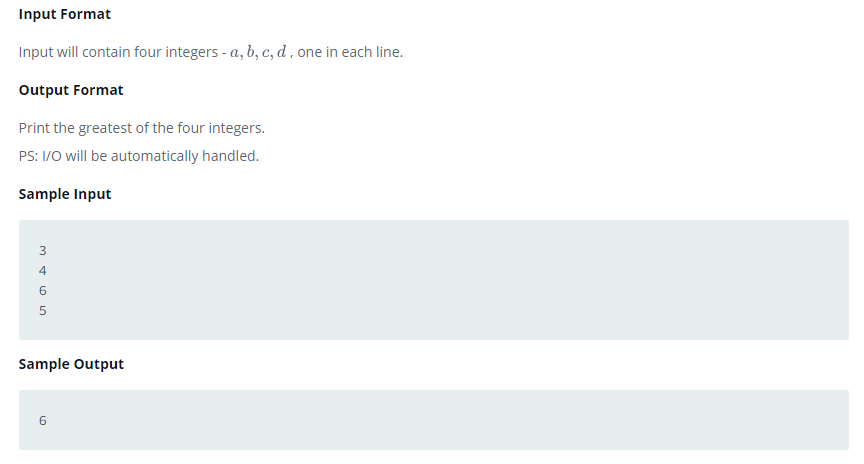 Input Format
Input will contain four integers - a, b, c, d , one in each line.
Output Format
Print the greatest of the four integers.
PS: I/O will be automatically handled.
Sample Input
3
4
6
5
Sample Output
6